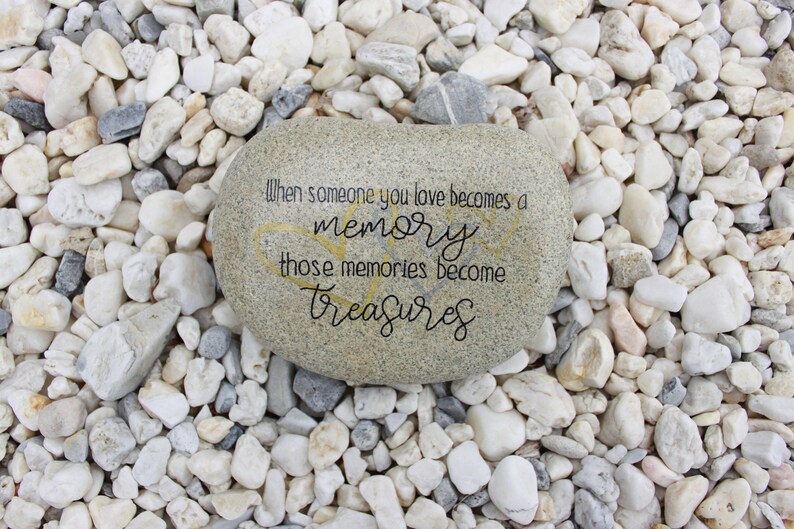 When someone you love becomes a
memory
those memories become
treasures